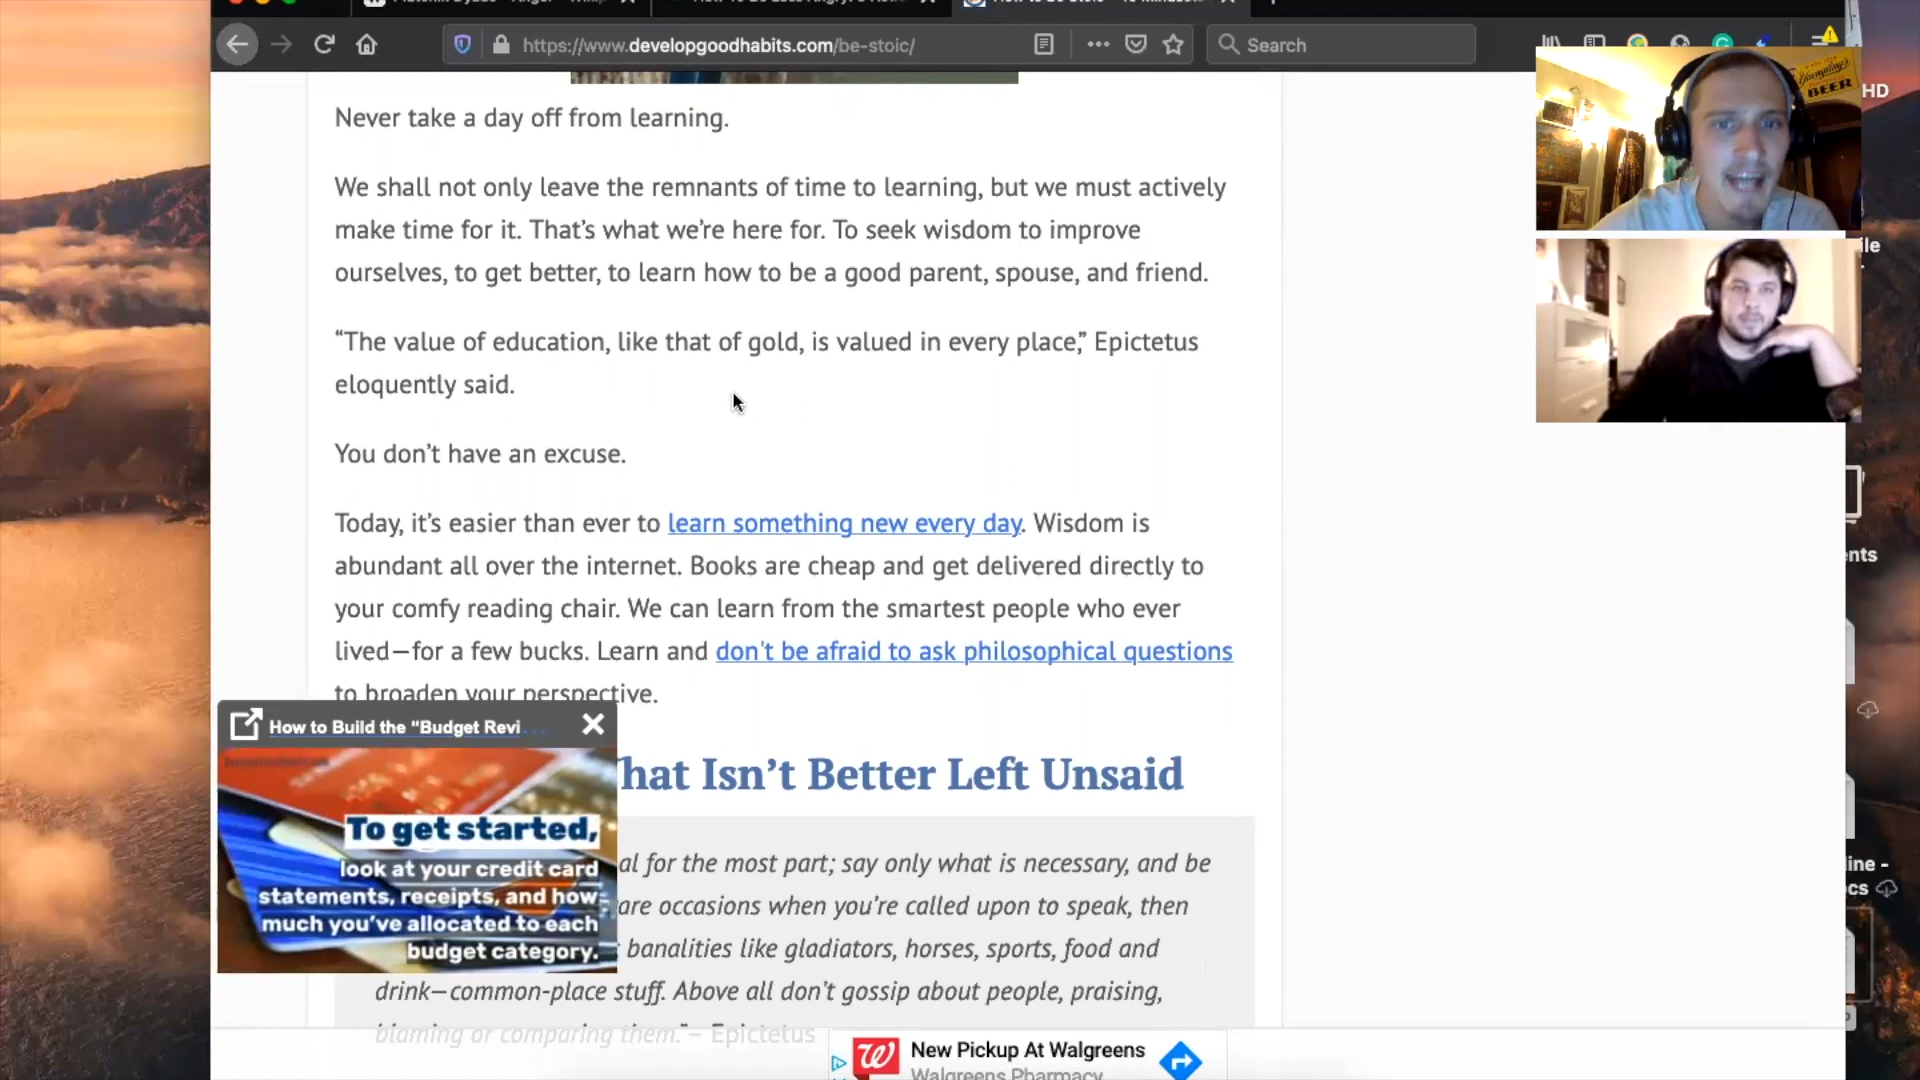 https://www.developgoodhabits.com/be-stoic/
Search
YUENGLING'S
BEER
HD
Never take a day off from learning.
We shall not only leave the remnants of time to learning, but we must actively
make time for it. That’s what we’re here for. To seek wisdom to improve
ourselves, to get better, to learn how to be a good parent, spouse, and friend.
“The value of education, like that of gold, is valued in every place,” Epictetus
eloquently said.
You don’t have an excuse.
Today, it’s easier than ever to learn something new every day. Wisdom is
abundant all over the internet. Books are cheap and get delivered directly to
your comfy reading chair. We can learn from the smartest people who ever
lived—for a few bucks. Learn and don't be afraid to ask philosophical questions
to broaden your perspective.
How to Build the “Budget Revi...
To get started,
look at your credit card
statements, receipts, and how
much you’ve allocated to each
budget category.
hat Isn’t Better Left Unsaid
al for the most part; say only what is necessary, and be
are occasions when you’re called upon to speak, then
banalities like gladiators, horses, sports, food and
drink—common-place stuff. Above all don’t gossip about people, praising,
blaming or comparing them.”– Epictetus
New Pickup At Walgreens
Walgreens Pharmacy
ile
nts
line -
cs